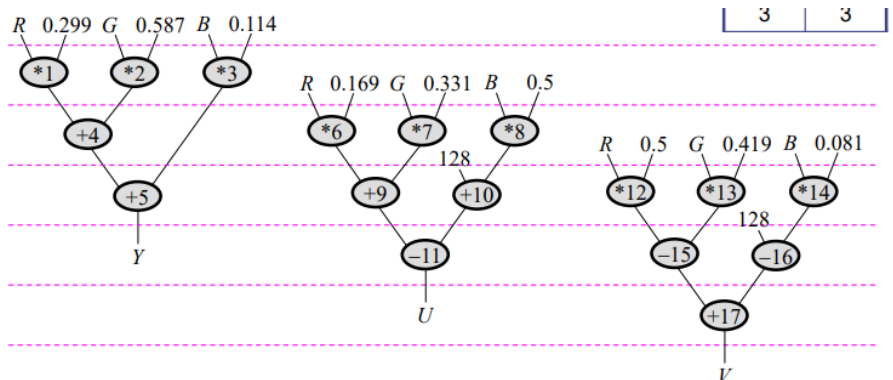 3 3
R 0.299 G 0.587 B 0.114
*1 *2 *3
R 0.169 G 0.331 B 0.5
+4 *6 *7 *8
R 0.5 G 0.419 B 0.081
128
+5 +9 +10 *12 *13 *14
128
Y −11 −15 −16
U +17
V